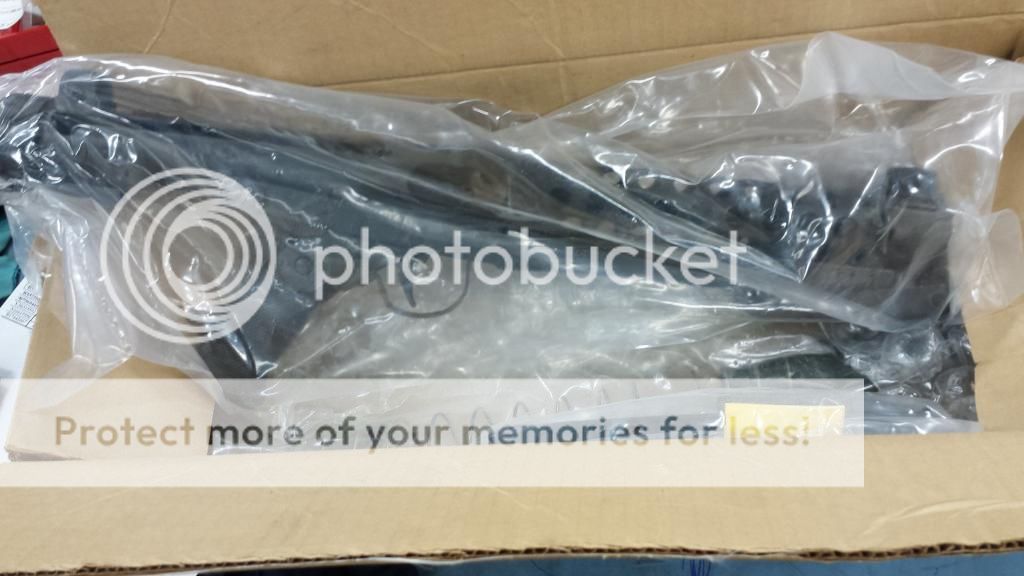 photobucket
Protect more of your memories for less!